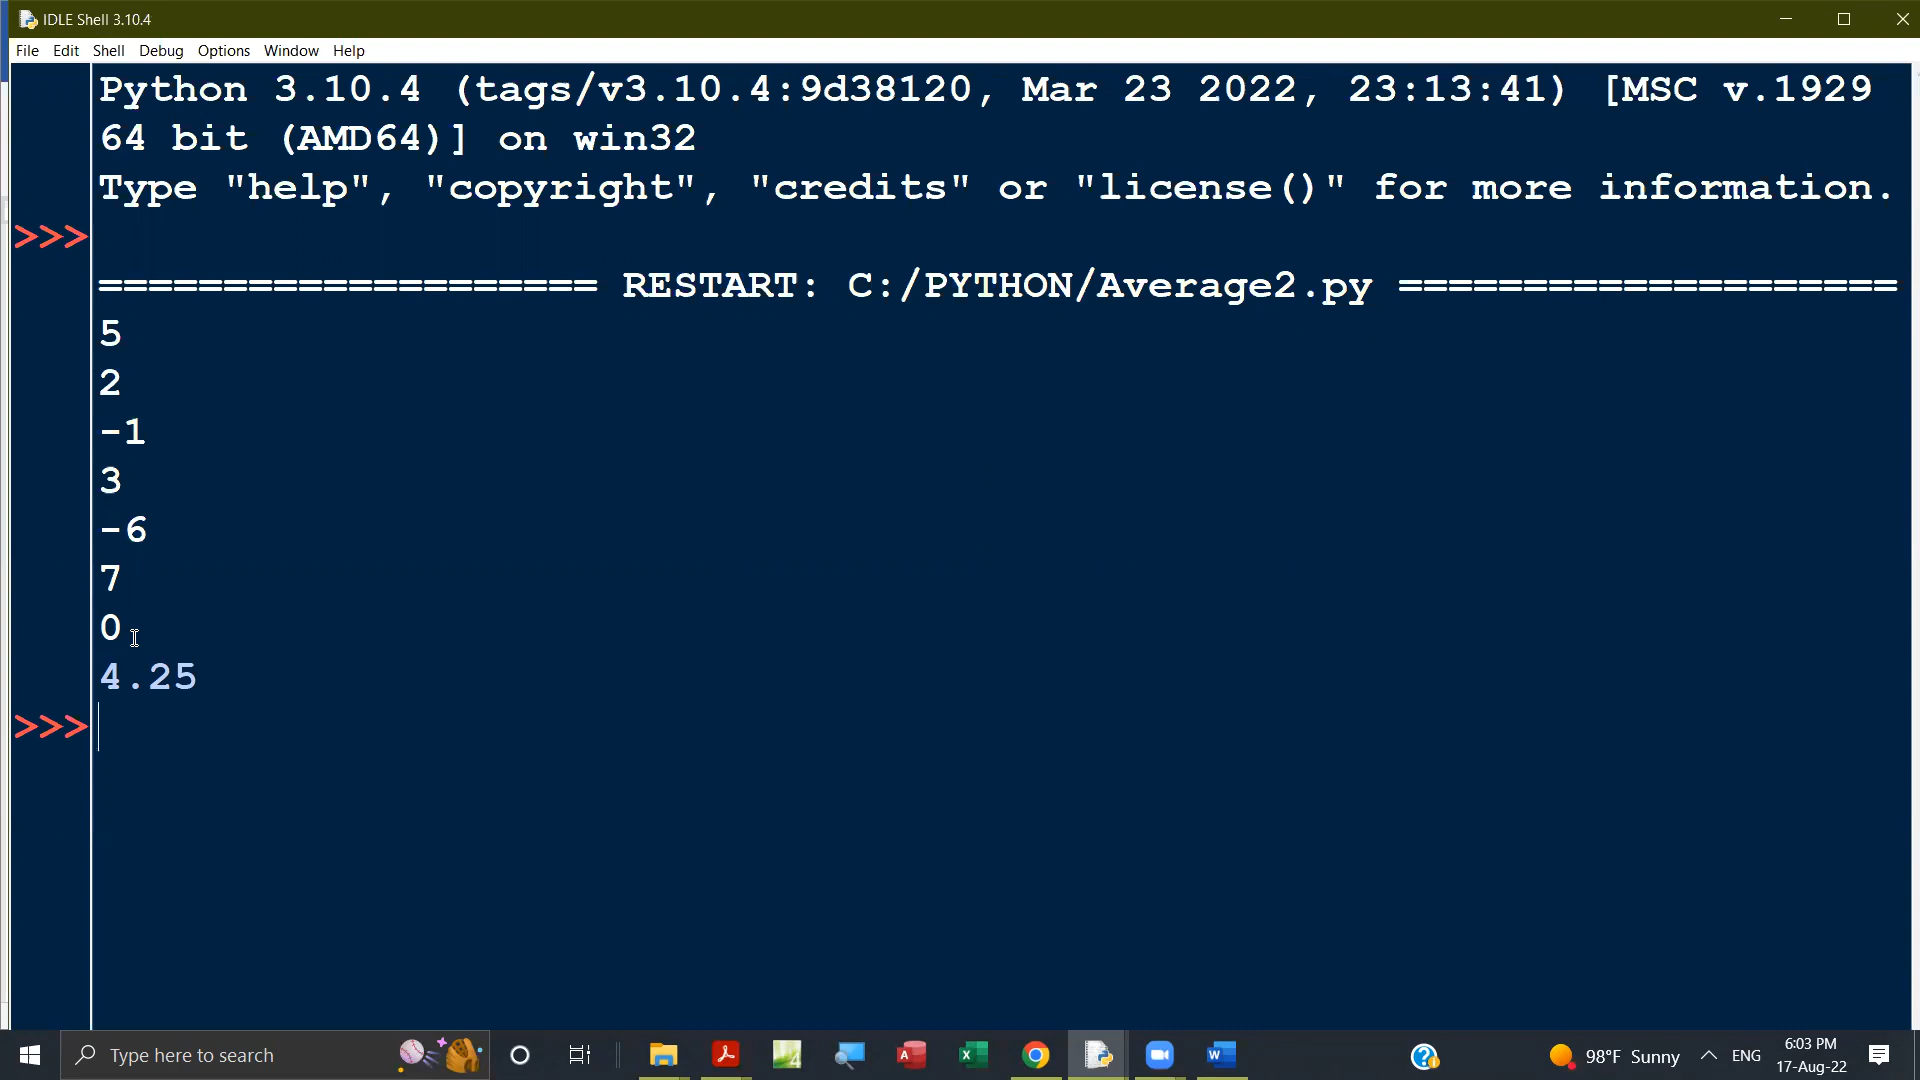 IDLE Shell 3.10.4
File Edit Shell Debug Options Window Help
Python 3.10.4 (tags/v3.10.4:9d38120, Mar 23 2022, 23:13:41) [MSC v.1929
64 bit (AMD64)] on win32
Type "help", "copyright", "credits" or "license()" for more information.
>>>
==================== RESTART: C:/PYTHON/Average2.py ====================
5
2
-1
3
-6
7
0
4.25
>>>
Type here to search
98°F Sunny
ENG
6:03 PM
17-Aug-22